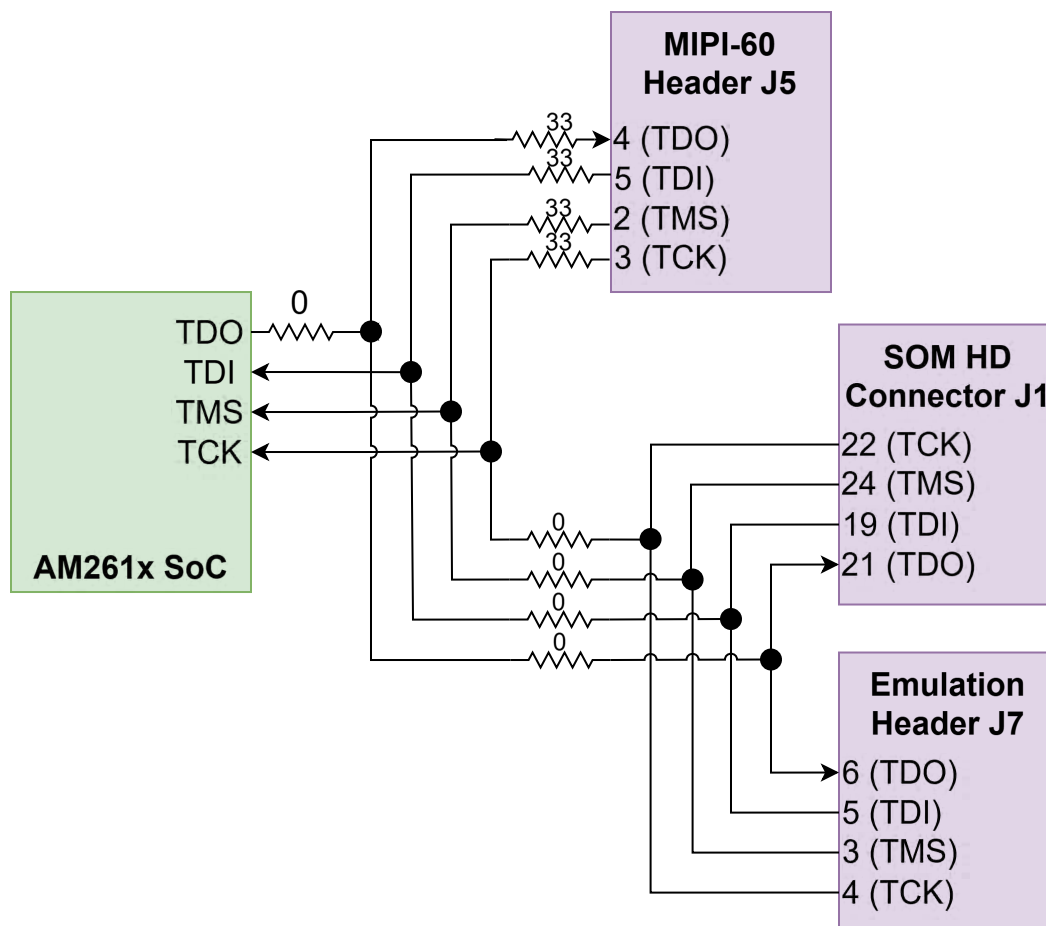 MIPI-60
Header J5
33
4 (TDO)
33
5 (TDI)
33
2 (TMS)
33
3 (TCK)
0
TDO
TDI
TMS
TCK
AM261x SoC
SOM HD
Connector J1
22 (TCK)
24 (TMS)
19 (TDI)
21 (TDO)
0
0
0
0
Emulation
Header J7
6 (TDO)
5 (TDI)
3 (TMS)
4 (TCK)